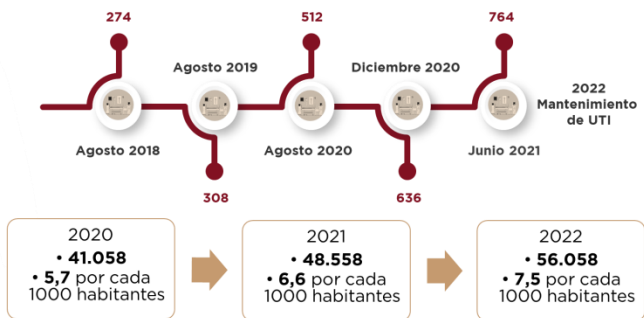 274
512
764
Agosto 2019
Diciembre 2020
2022
Mantenimiento
de UTI
Agosto 2018
Agosto 2020
Junio 2021
308
636
2020
• 41.058
• 5,7 por cada
1000 habitantes
2021
• 48.558
• 6,6 por cada
1000 habitantes
2022
• 56.058
• 7,5 por cada
1000 habitantes